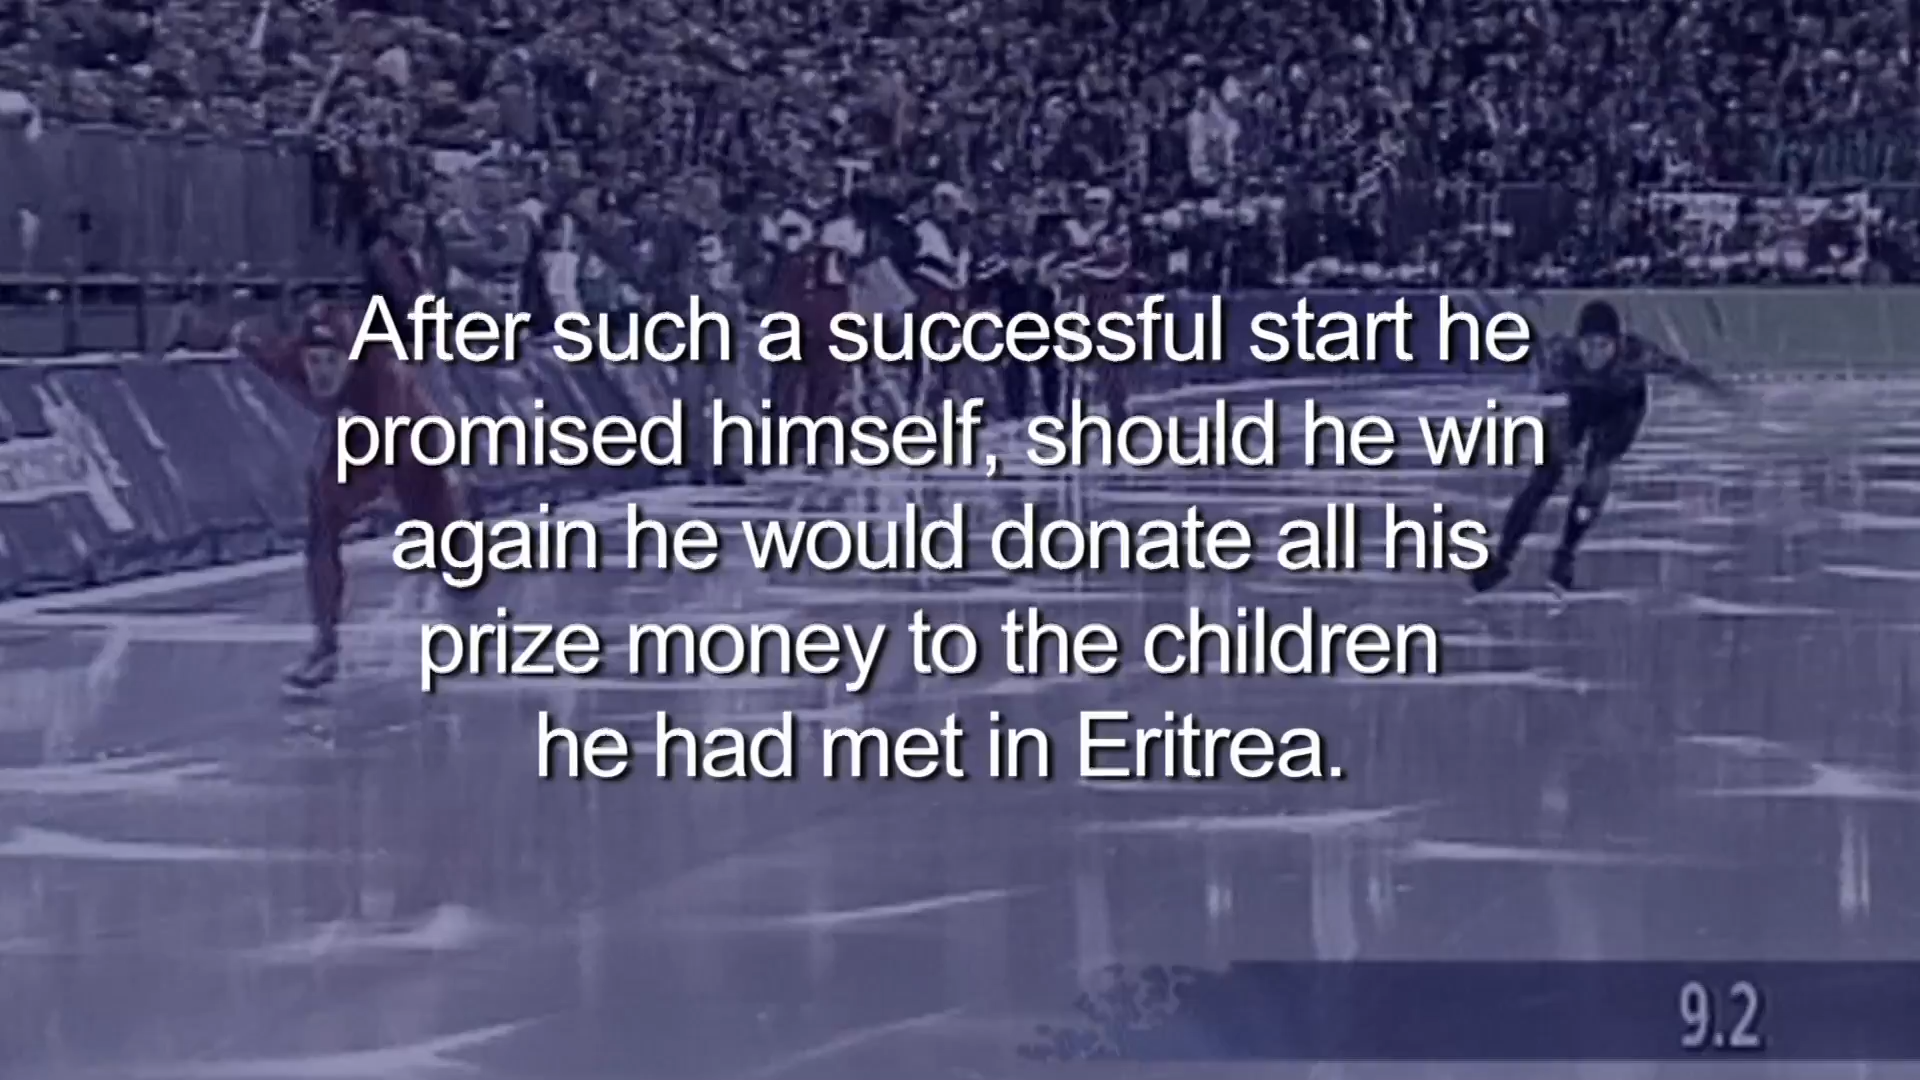 After such a successful start he
promised himself, should he win
again he would donate all his
prize money to the children
he had met in Eritrea.
9.2